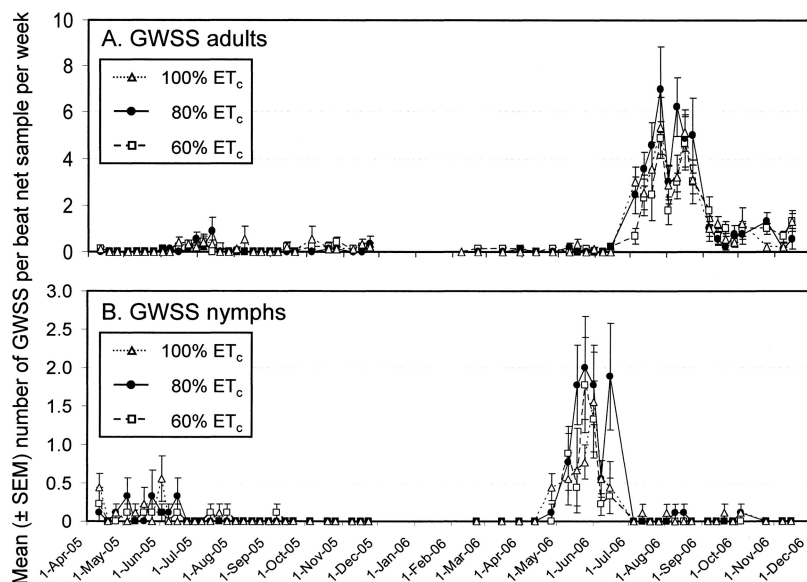 Mean (± SEM) number of GWSS per beat net sample per week
A. GWSS adults
100% ETc
80% ETc
60% ETc
10
8
6
4
2
0
B. GWSS nymphs
100% ETc
80% ETc
60% ETc
3.0
2.5
2.0
1.5
1.0
0.5
0
1-Apr-05
1-May-05
1-Jun-05
1-Jul-05
1-Aug-05
1-Sep-05
1-Oct-05
1-Nov-05
1-Dec-05
1-Jan-06
1-Feb-06
1-Mar-06
1-Apr-06
1-May-06
1-Jun-06
1-Jul-06
1-Aug-06
1-Sep-06
1-Oct-06
1-Nov-06
1-Dec-06